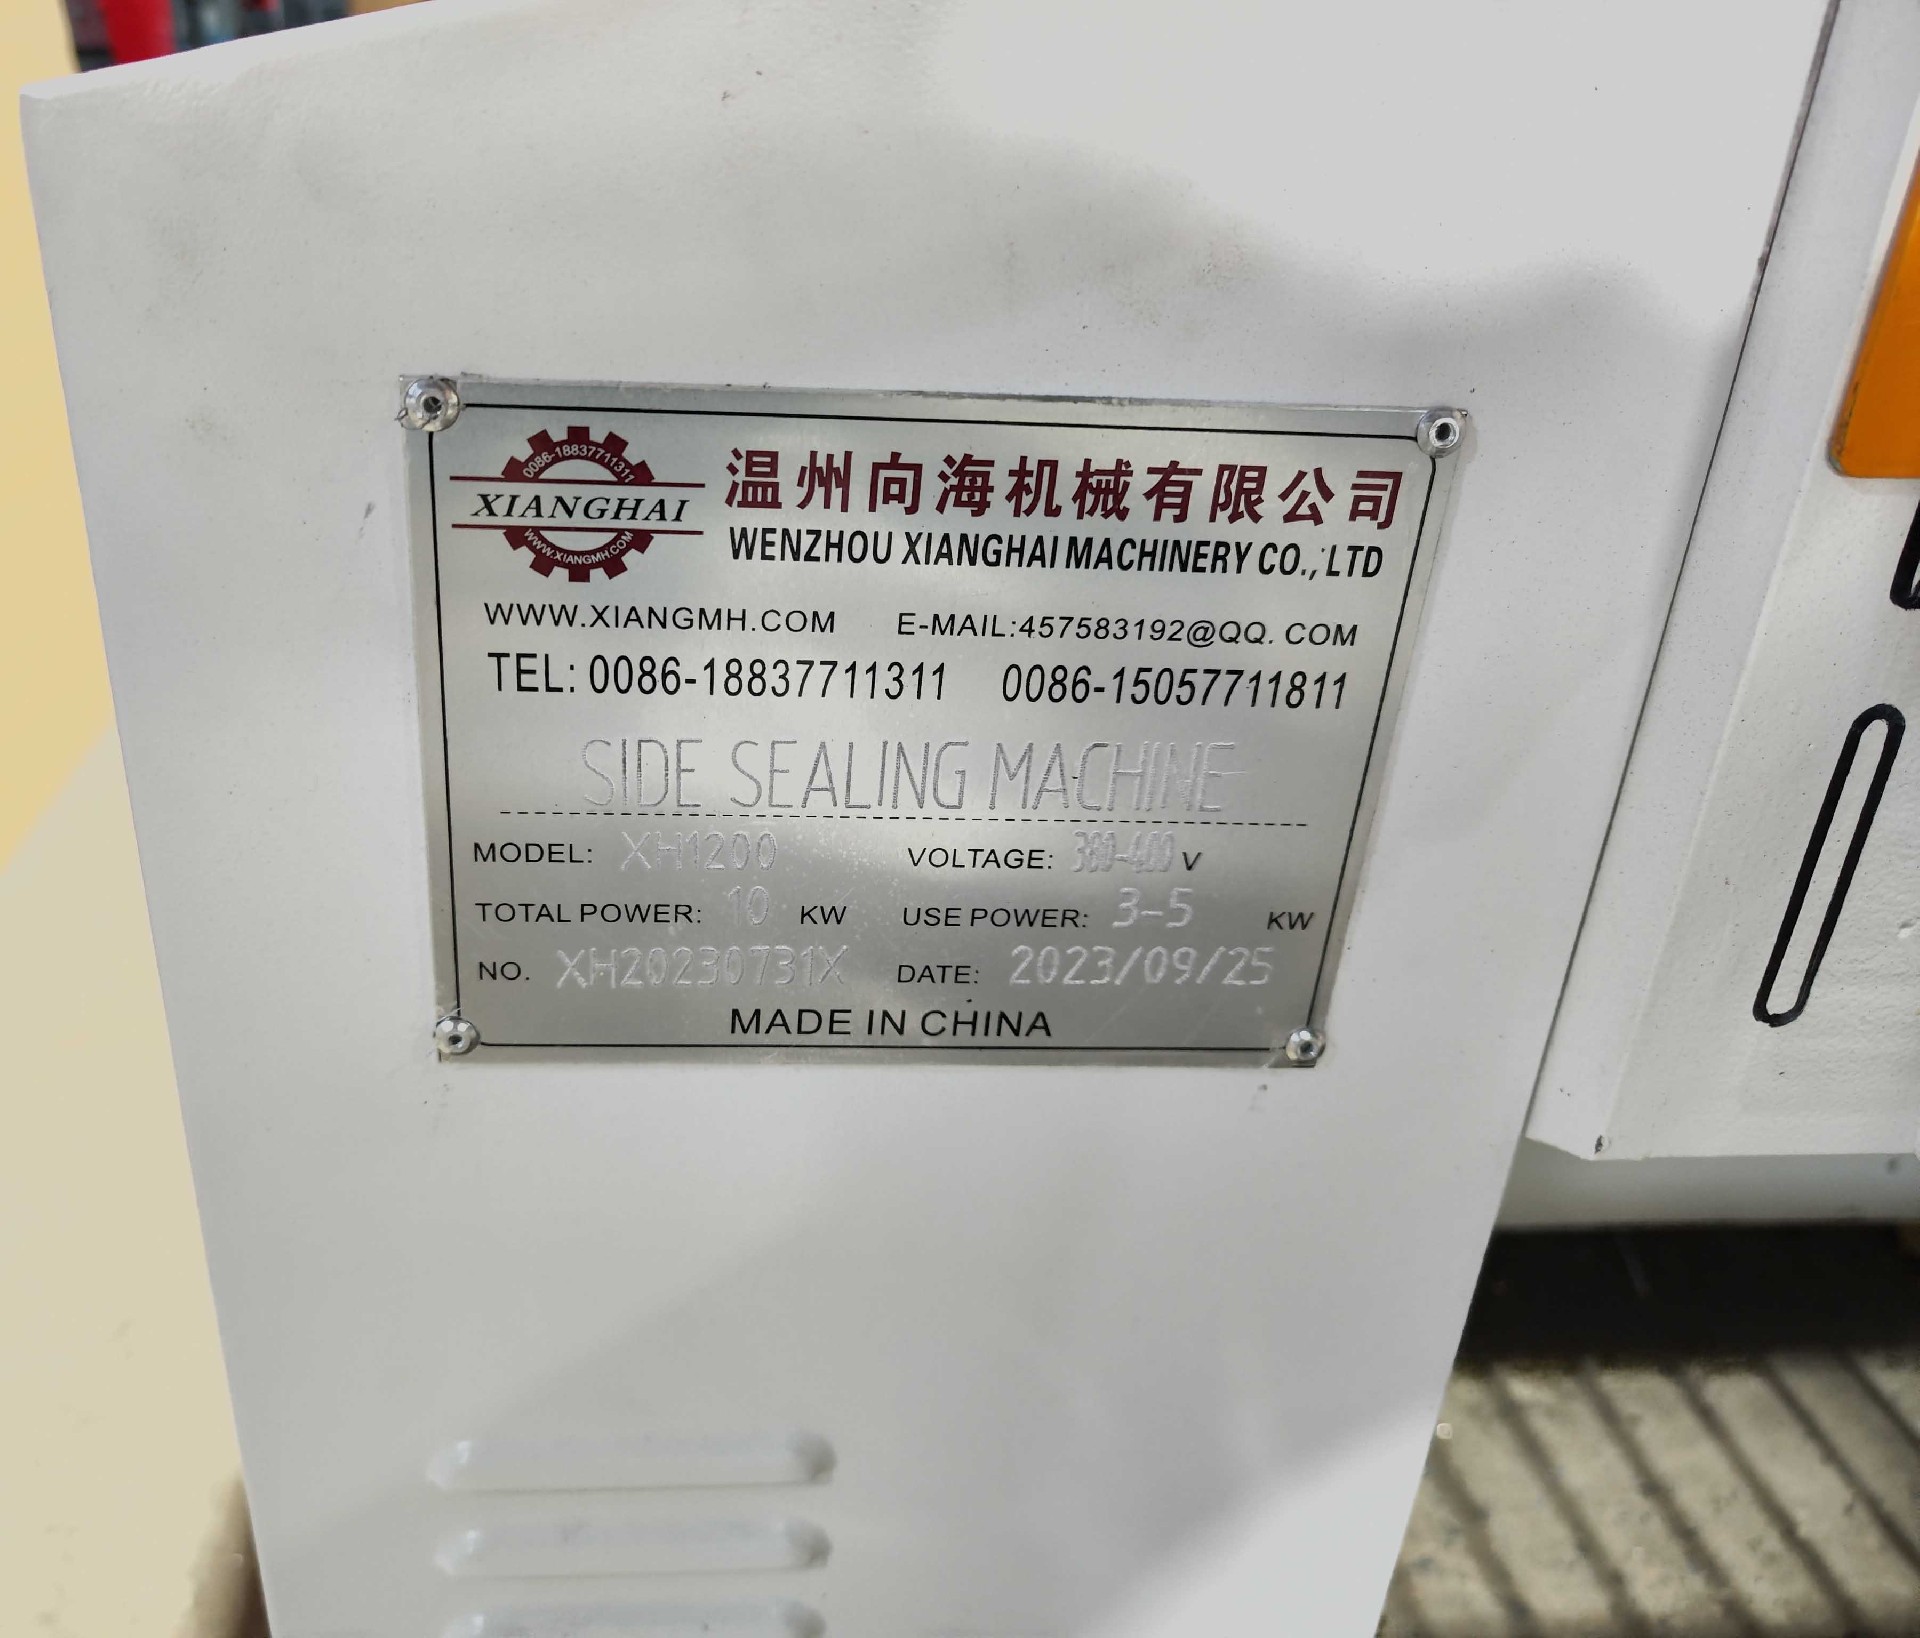 0086-18837711311
XIANGHAI
WWW.XIANGMH.COM
温州向海机械有限公司
WENZHOU XIANGHAI MACHINERY CO., LTD
WWW.XIANGMH.COM E-MAIL:457583192@QQ. COM
TEL: 0086-18837711311 0086-15057711811
SIDE SEALING MACHINE
MODEL: XH1200 VOLTAGE: 380-400 V
TOTAL POWER: 10 KW USE POWER: 3-5 KW
NO. XH20230731X DATE: 2023/09/25
MADE IN CHINA